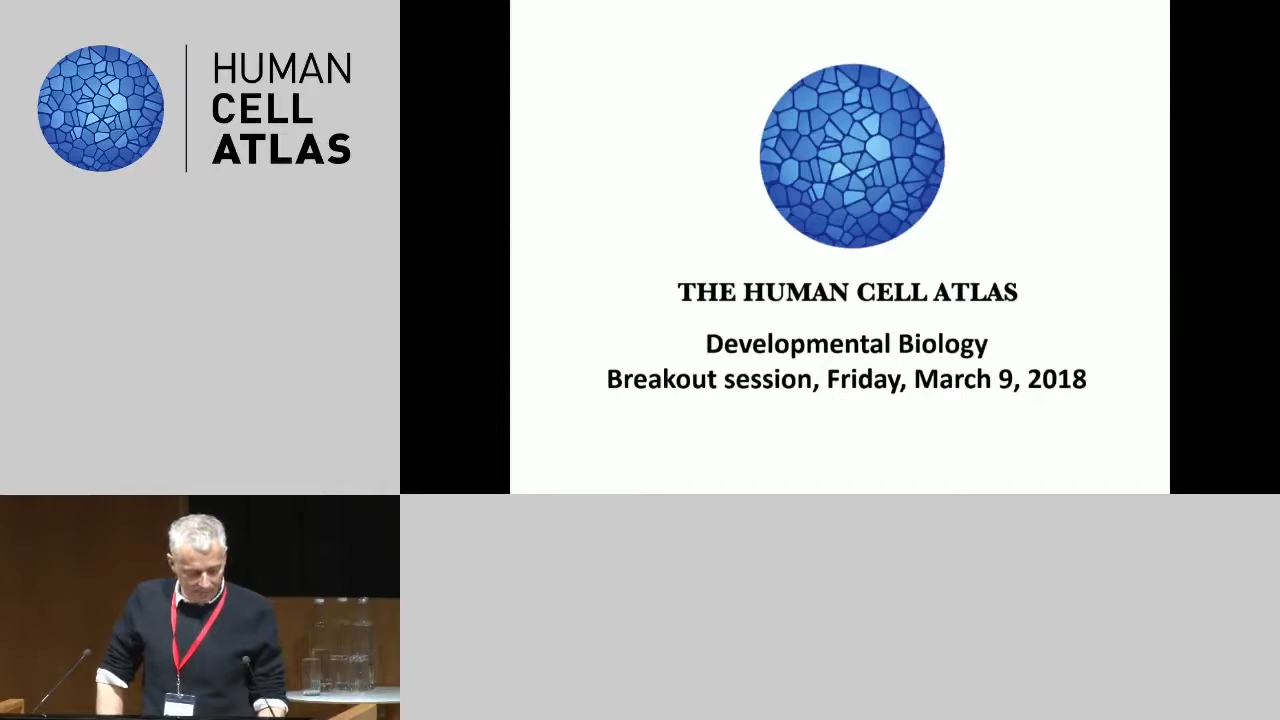 HUMAN
CELL
ATLAS
THE HUMAN CELL ATLAS
Developmental Biology
Breakout session, Friday, March 9, 2018